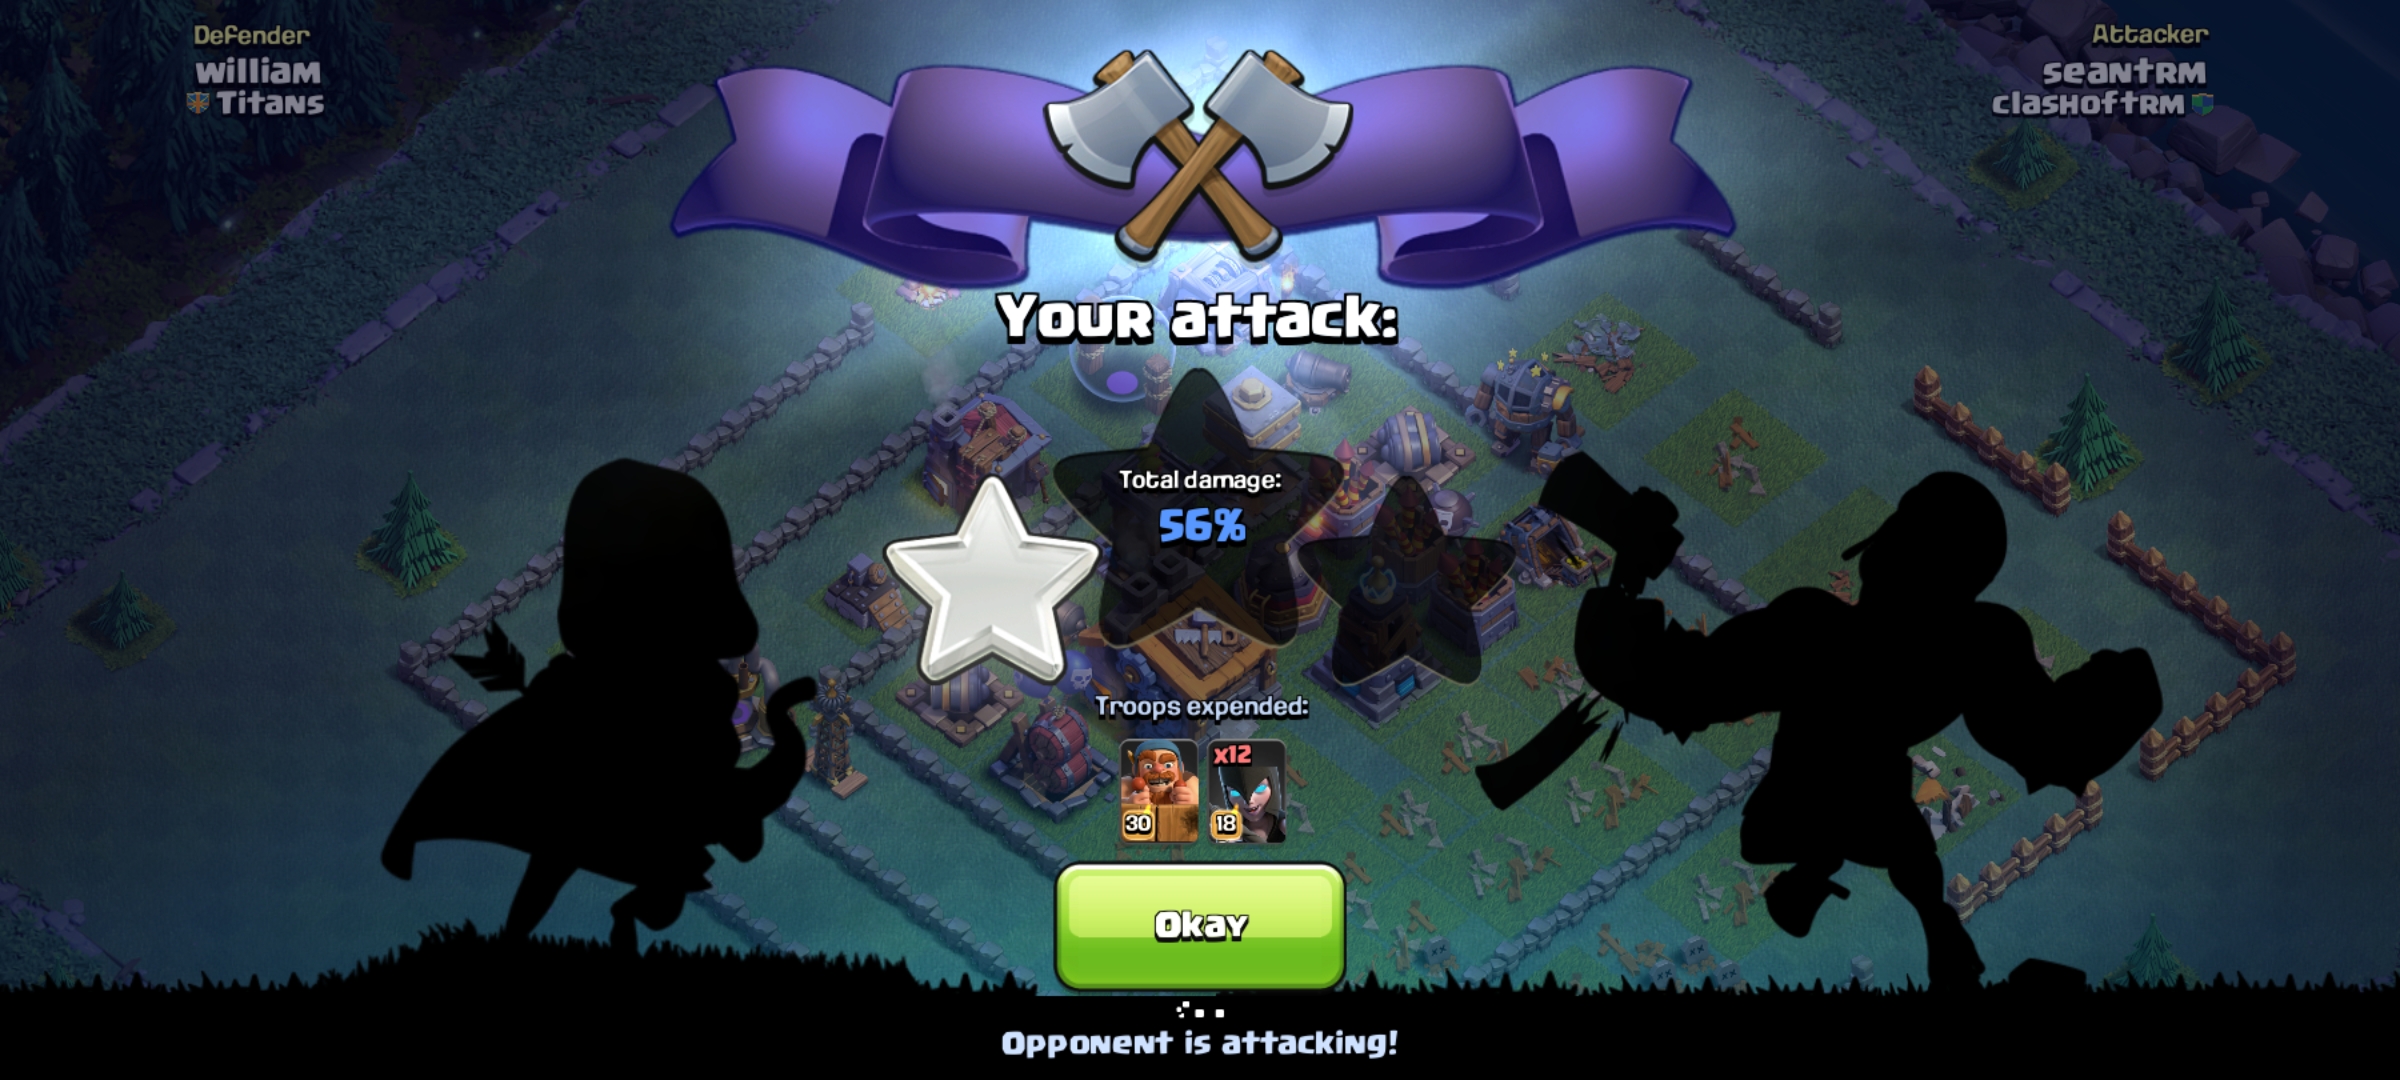 Defender
william
Titans
Attacker
seantRM
clashoftRM
Your attack:
Total damage:
56%
Troops expended:
x12
30
18
Okay
Opponent is attacking!